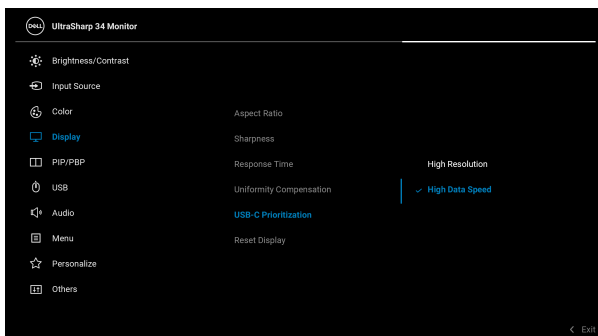 DELL UltraSharp 34 Monitor
Brightness/Contrast
Input Source
Color
Display
PIP/PBP
USB
Audio
Menu
Personalize
Others
Aspect Ratio
Sharpness
Response Time
Uniformity Compensation
USB-C Prioritization
Reset Display
High Resolution
High Data Speed
Exit